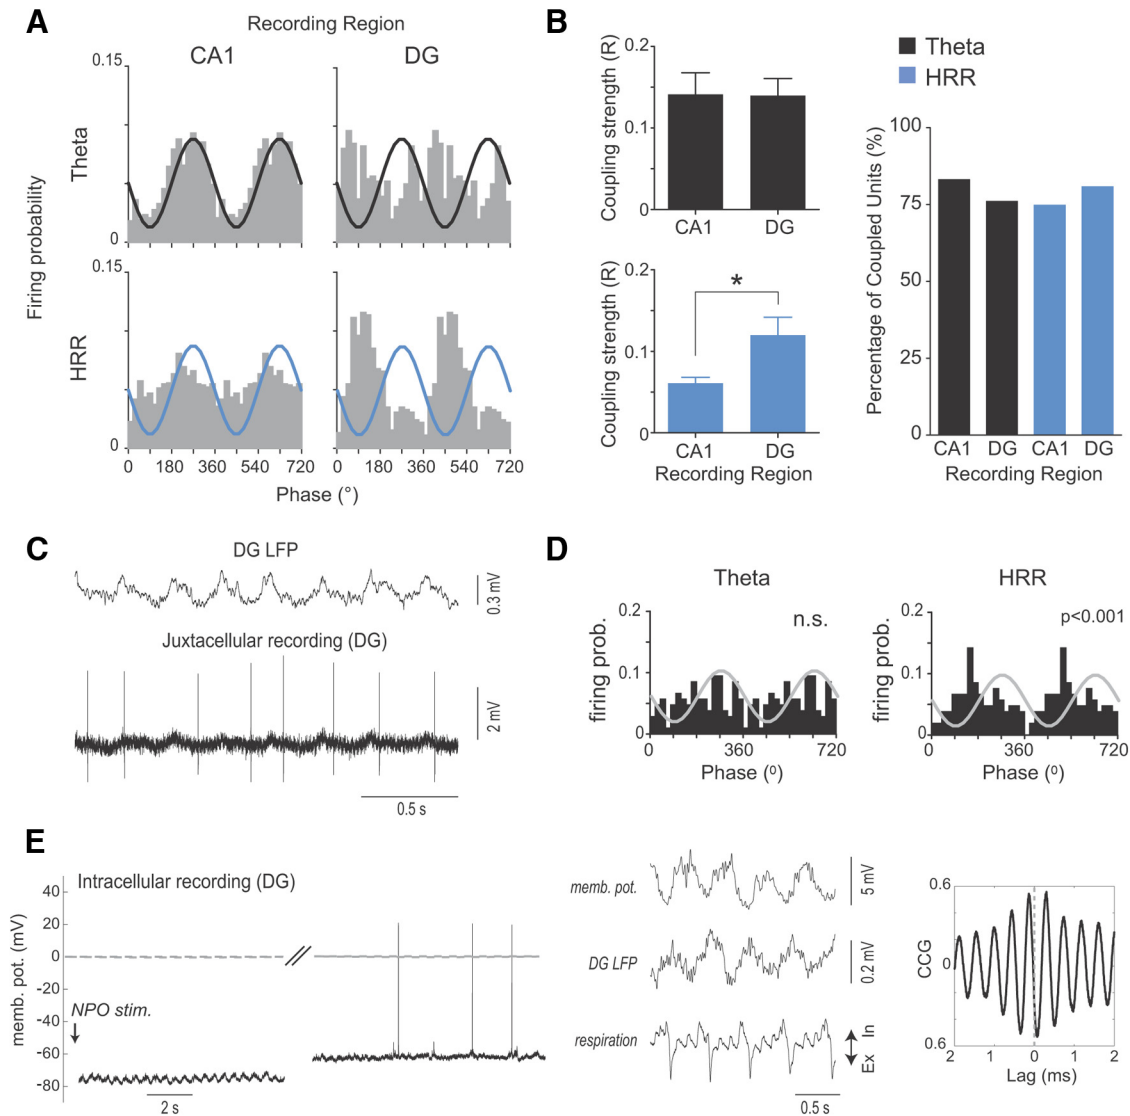 A
Recording Region
CA1
DG
0.15
Theta
0
0.15
HRR
0
Firing probability
0 180 360 540 720
0 180 360 540 720
Phase (°)
B
0.2
0.1
0
Coupling strength (R)
CA1 DG
0.2
*
0.1
0
Coupling strength (R)
CA1 DG
Recording Region
Theta
HRR
100
75
50
25
0
Percentage of Coupled Units (%)
CA1 DG CA1 DG
Recording Region
C
DG LFP
0.3 mV
Juxtacellular recording (DG)
2 mV
0.5 s
D
Theta
n.s.
0.2
0.1
0
firing prob.
0 360 720
Phase (⁰)
HRR
p<0.001
0.2
0.1
0
firing prob.
0 360 720
Phase (⁰)
E
Intracellular recording (DG)
40
20
0
-20
-40
-60
-80
memb. pot. (mV)
NPO stim.
2 s
memb. pot.
5 mV
DG LFP
0.2 mV
respiration
Ex In
0.5 s
0.6
0
0.6
CCG
2 1 0 1 2
Lag (ms)